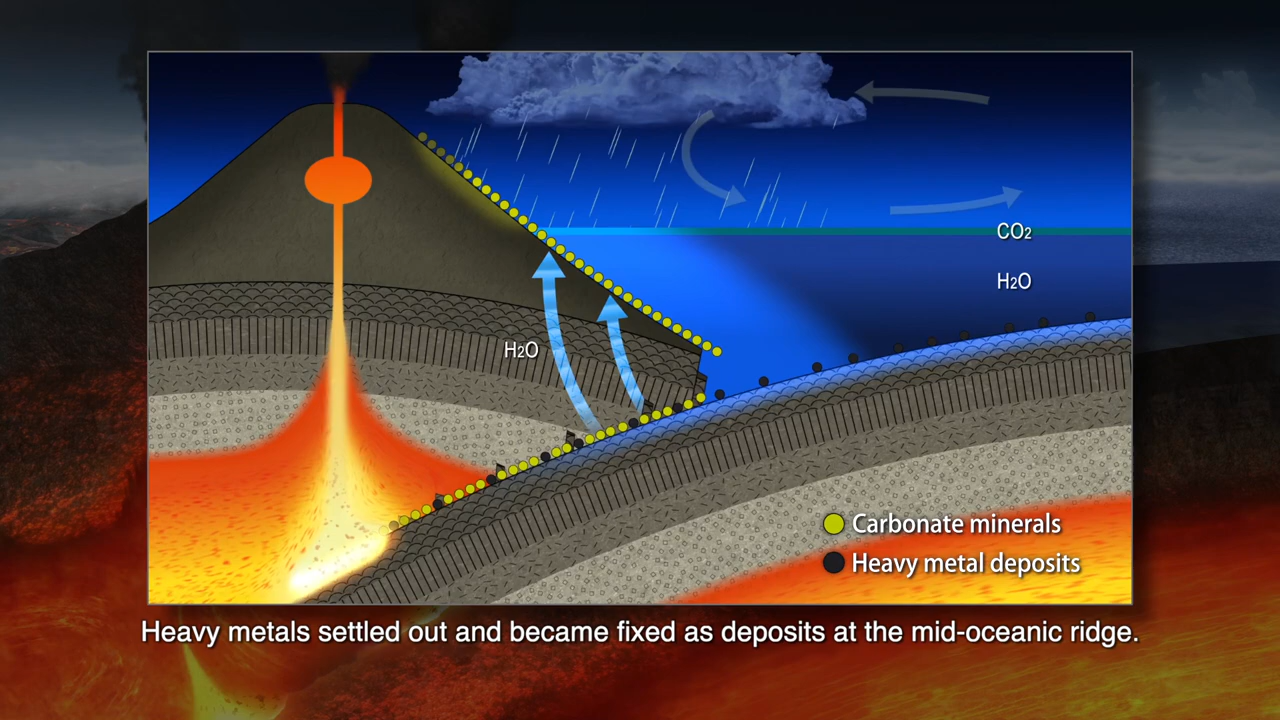 CO2
H2O
H2O
Carbonate minerals
Heavy metal deposits
Heavy metals settled out and became fixed as deposits at the mid-oceanic ridge.